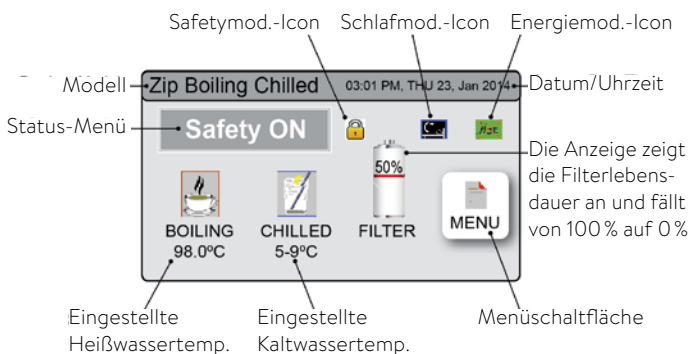 Safetymod.-Icon Schlafmod.-Icon Energiemod.-Icon
Modell
Zip Boiling Chilled
03:01 PM, THU 23, Jan 2014
Datum/Uhrzeit
Status-Menü
Safety ON
50%
Die Anzeige zeigt
die Filterlebens-
dauer an und fällt
von 100 % auf 0 %
BOILING
98.0ºC
CHILLED
5-9ºC
FILTER
MENU
Eingestellte
Heißwassertemp.
Eingestellte
Kaltwassertemp.
Menüschaltfläche